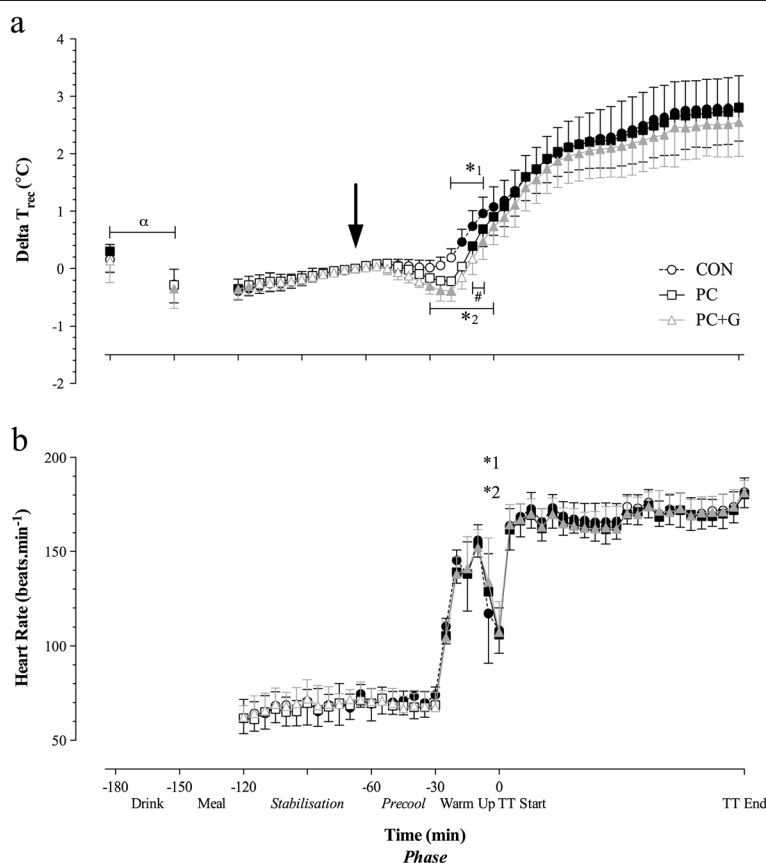 a
4
3
2
1
0
-1
-2
Delta Trec (°C)
α
*1
#
*2
CON
PC
PC+G
b
200
150
100
50
Heart Rate (beats.min-1)
*1
*2
-180 -150 -120 -60 -30 0
Drink Meal Stabilisation Precool Warm Up TT Start TT End
Time (min)
Phase